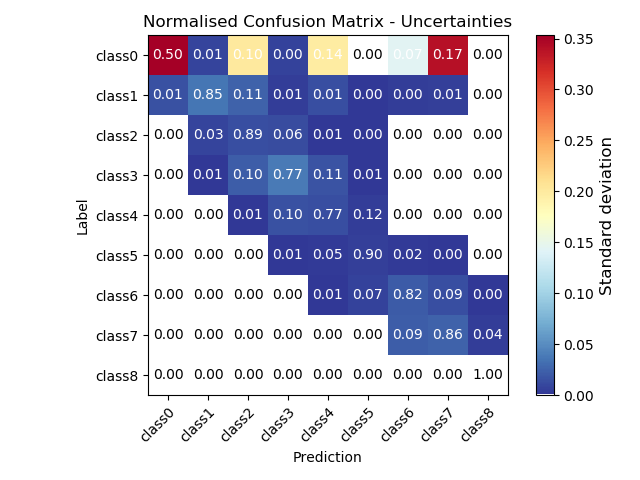 Normalised Confusion Matrix - Uncertainties
class0 0.50 0.01 0.10 0.00 0.14 0.00 0.07 0.17 0.00
class1 0.01 0.85 0.11 0.01 0.01 0.00 0.00 0.01 0.00
class2 0.00 0.03 0.89 0.06 0.01 0.00 0.00 0.00 0.00
class3 0.00 0.01 0.10 0.77 0.11 0.01 0.00 0.00 0.00
class4 0.00 0.00 0.01 0.10 0.77 0.12 0.00 0.00 0.00
class5 0.00 0.00 0.00 0.01 0.05 0.90 0.02 0.00 0.00
class6 0.00 0.00 0.00 0.00 0.01 0.07 0.82 0.09 0.00
class7 0.00 0.00 0.00 0.00 0.00 0.00 0.09 0.86 0.04
class8 0.00 0.00 0.00 0.00 0.00 0.00 0.00 0.00 1.00
class0 class1 class2 class3 class4 class5 class6 class7 class8
Prediction
Label
0.35
0.30
0.25
0.20
0.15
0.10
0.05
0.00
Standard deviation